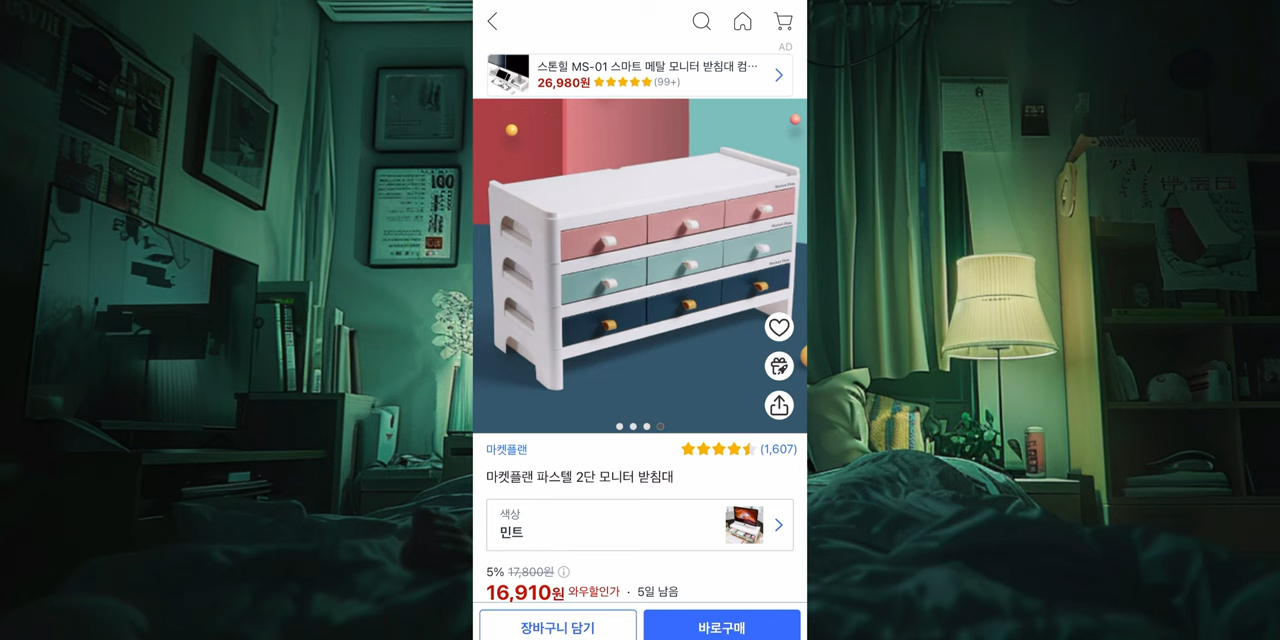 AD
스톤힐 MS-01 스마트 메탈 모니터 받침대 컴…
26,980원 (99+)
마켓플랜 (1,607)
마켓플랜 파스텔 2단 모니터 받침대
색상
민트
5% 17,800원
16,910원 와우할인가 · 5일 남음
장바구니 담기 바로구매